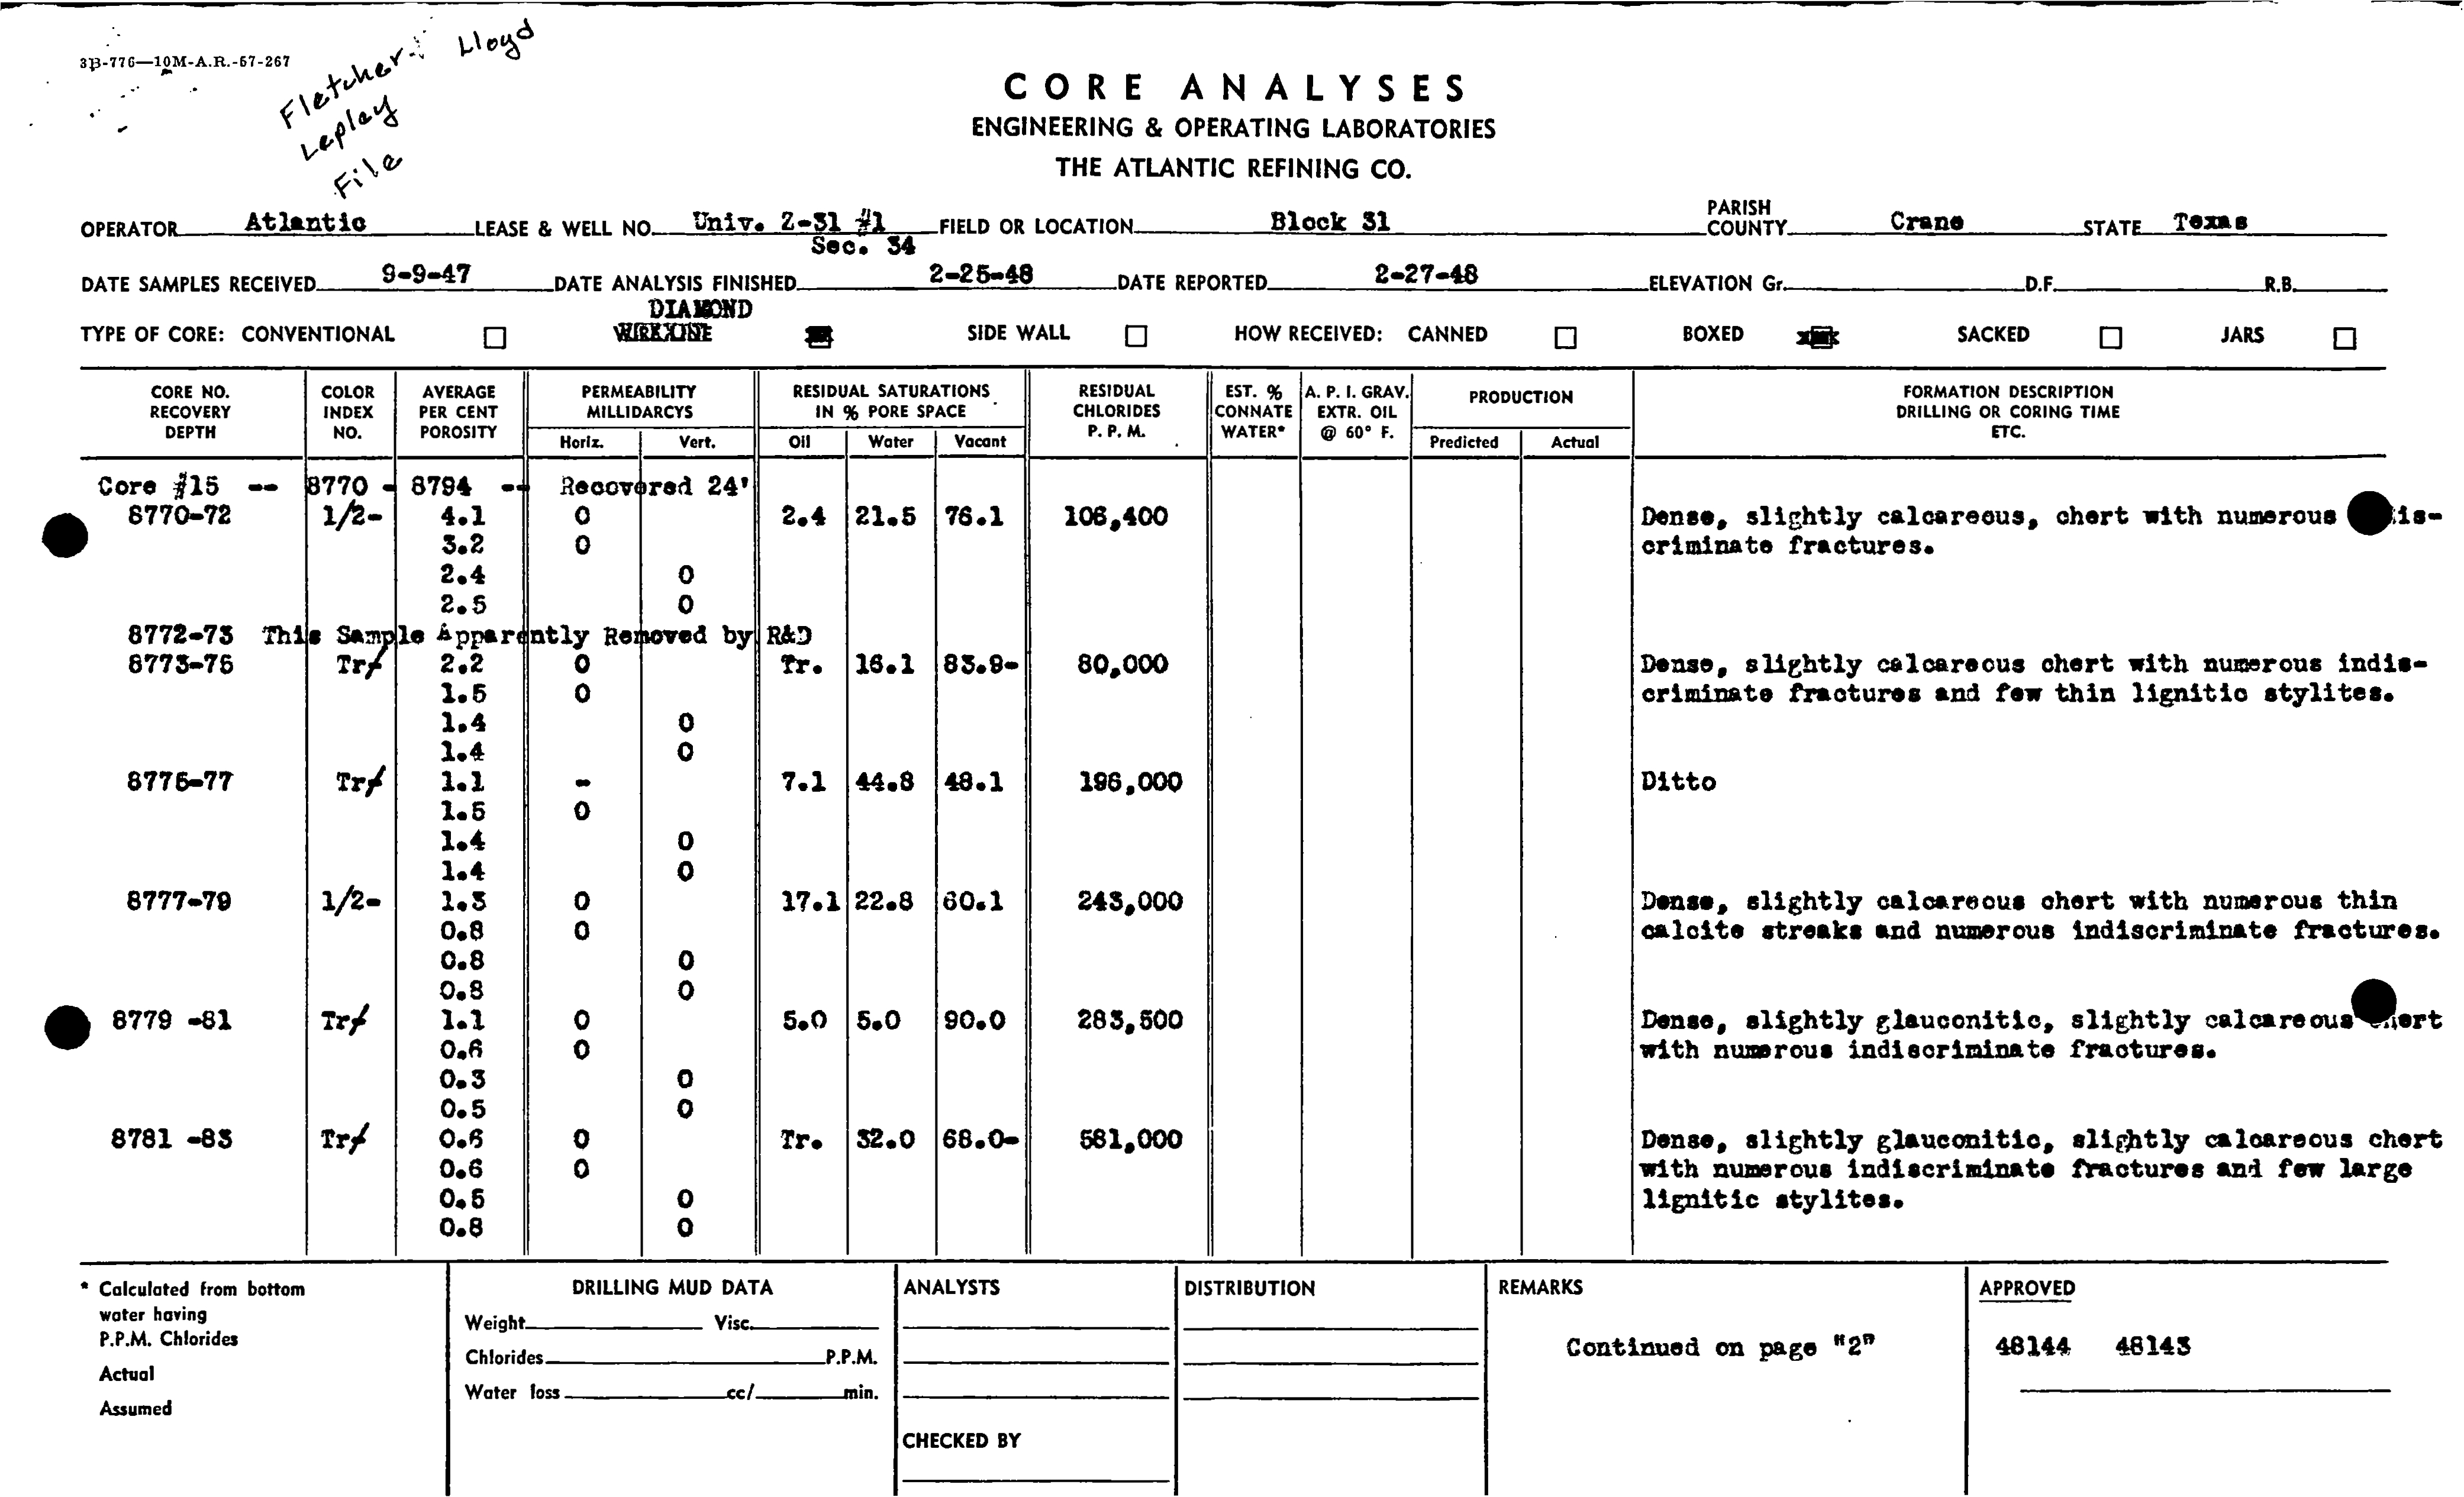 3B-776—10M-A.R.-57-267
Fletcher Lloyd
Lepley
File
CORE ANALYSES
ENGINEERING & OPERATING LABORATORIES
THE ATLANTIC REFINING CO.
OPERATOR Atlantic LEASE & WELL NO. Univ. 2-31 #1 FIELD OR LOCATION Block 31 PARISH COUNTY Crane STATE Texas
Sec. 34
DATE SAMPLES RECEIVED 9-9-47 DATE ANALYSIS FINISHED 2-25-48 DATE REPORTED 2-27-48 ELEVATION Gr. D.F. R.B.
DIAMOND
TYPE OF CORE: CONVENTIONAL SIDE WALL HOW RECEIVED: CANNED BOXED SACKED JARS
CORE NO. RECOVERY DEPTH COLOR INDEX NO. AVERAGE PER CENT POROSITY PERMEABILITY MILLIDARCYS RESIDUAL SATURATIONS IN % PORE SPACE RESIDUAL CHLORIDES P. P. M. EST. % CONNATE WATER* A. P. I. GRAV. EXTR. OIL @ 60° F. PRODUCTION FORMATION DESCRIPTION DRILLING OR CORING TIME ETC.
Horiz. Vert. Oil Water Vacant Predicted Actual
Core #15 -- 8770 - 8794 -- Recovered 24'
8770-72 1/2- 4.1 0 2.4 21.5 76.1 106,400 Dense, slightly calcareous, chert with numerous is-
3.2 0 criminate fractures.
2.4 0
2.5 0
8772-73 This Sample Apparently Removed by R&D
8773-75 Tr+ 2.2 0 Tr. 16.1 83.9- 80,000 Dense, slightly calcareous chert with numerous indis-
1.5 0 criminate fractures and few thin lignitic stylites.
1.4 0
1.4 0
8775-77 Tr+ 1.1 - 7.1 44.8 48.1 196,000 Ditto
1.5 0
1.4 0
1.4 0
8777-79 1/2- 1.3 0 17.1 22.8 60.1 243,000 Dense, slightly calcareous chert with numerous thin
0.8 0 calcite streaks and numerous indiscriminate fractures.
0.8 0
0.8 0
8779 -81 Tr+ 1.1 0 5.0 5.0 90.0 283,500 Dense, slightly glauconitic, slightly calcareous chert
0.6 0 with numerous indiscriminate fractures.
0.3 0
0.5 0
8781 -83 Tr+ 0.6 0 Tr. 32.0 68.0- 581,000 Dense, slightly glauconitic, slightly calcareous chert
0.6 0 with numerous indiscriminate fractures and few large
0.5 0 lignitic stylites.
0.8 0
* Calculated from bottom
water having
P.P.M. Chlorides
Actual
Assumed
DRILLING MUD DATA
Weight Visc.
Chlorides P.P.M.
Water loss cc/ min.
ANALYSTS
CHECKED BY
DISTRIBUTION
REMARKS
Continued on page "2"
APPROVED
48144 48143